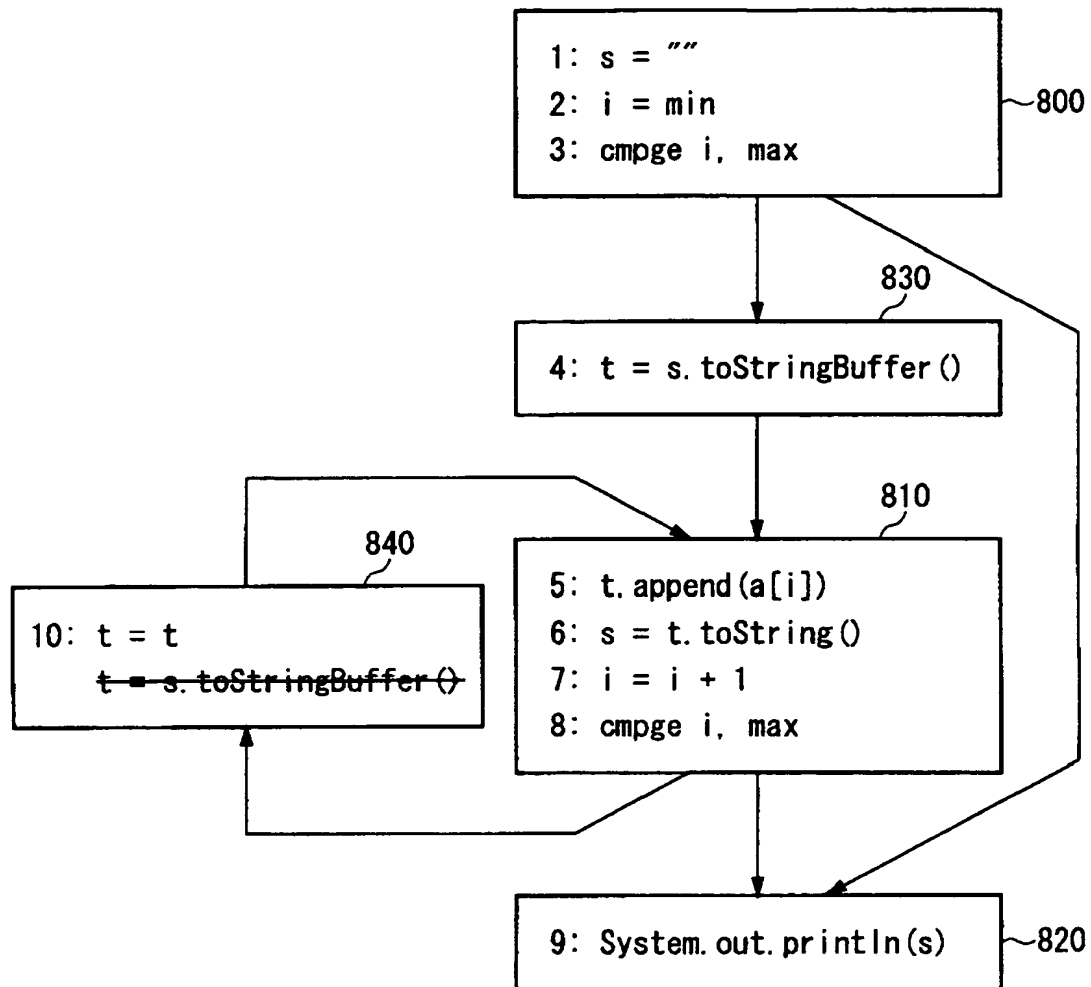 1: s = ""
2: i = min
3: cmpge i, max
800
830
4: t = s.toStringBuffer()
810
840
5: t.append(a[i])
6: s = t.toString()
7: i = i + 1
8: cmpge i, max
10: t = t
t = s.toStringBuffer()
9: System.out.println(s)
820